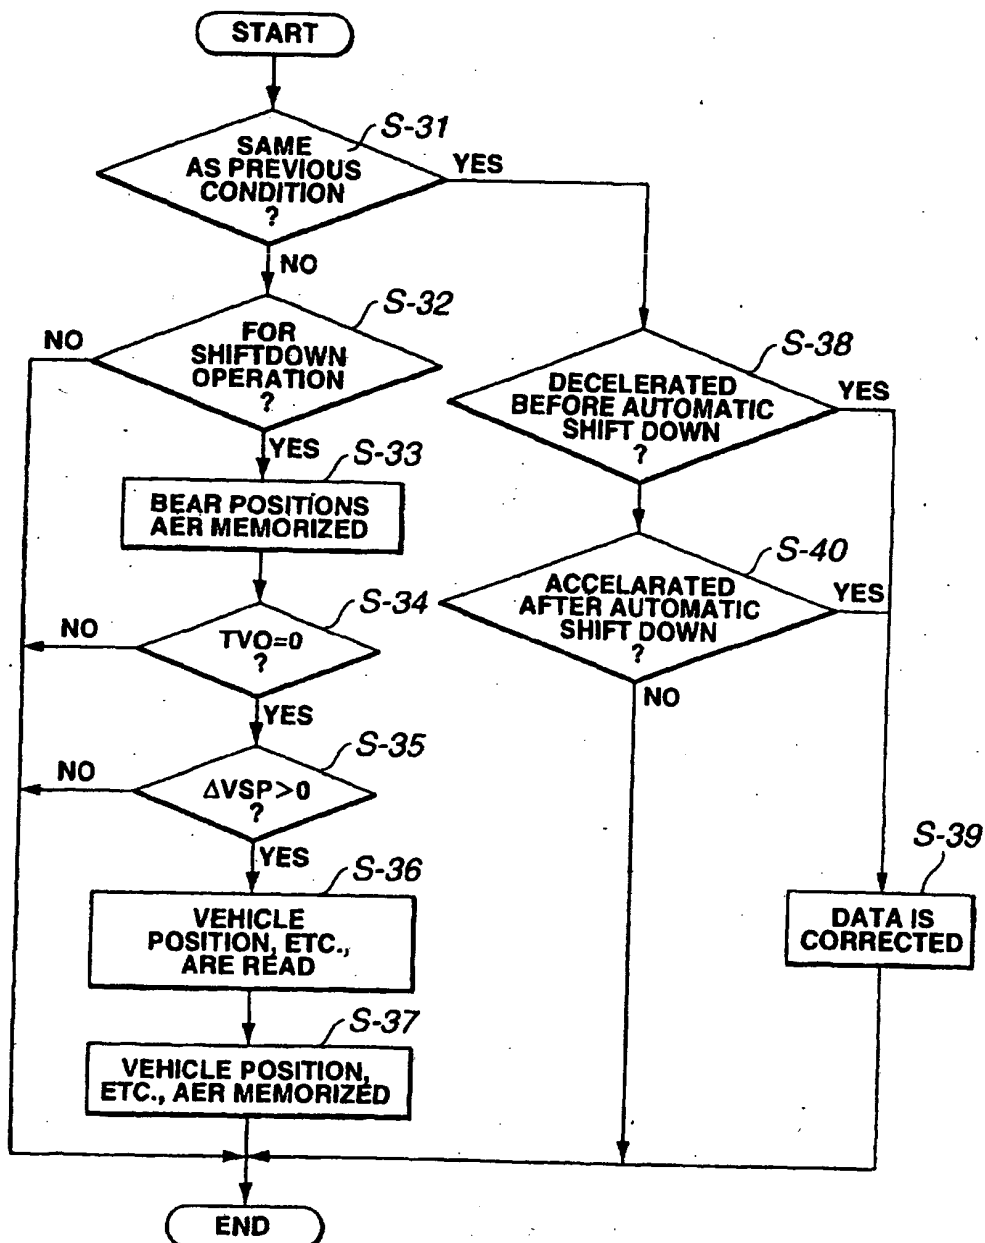 START
S-31
SAME
AS PREVIOUS
CONDITION
?
YES
NO
S-32
NO
FOR
SHIFTDOWN
OPERATION
?
YES
S-33
BEAR POSITIONS
AER MEMORIZED
S-34
NO
TVO=0
?
YES
S-35
NO
ΔVSP>0
?
YES
S-36
VEHICLE
POSITION, ETC.,
ARE READ
S-37
VEHICLE POSITION,
ETC., AER MEMORIZED
S-38
DECELERATED
BEFORE AUTOMATIC
SHIFT DOWN
?
YES
S-40
ACCELARATED
AFTER AUTOMATIC
SHIFT DOWN
?
YES
NO
S-39
DATA IS
CORRECTED
END